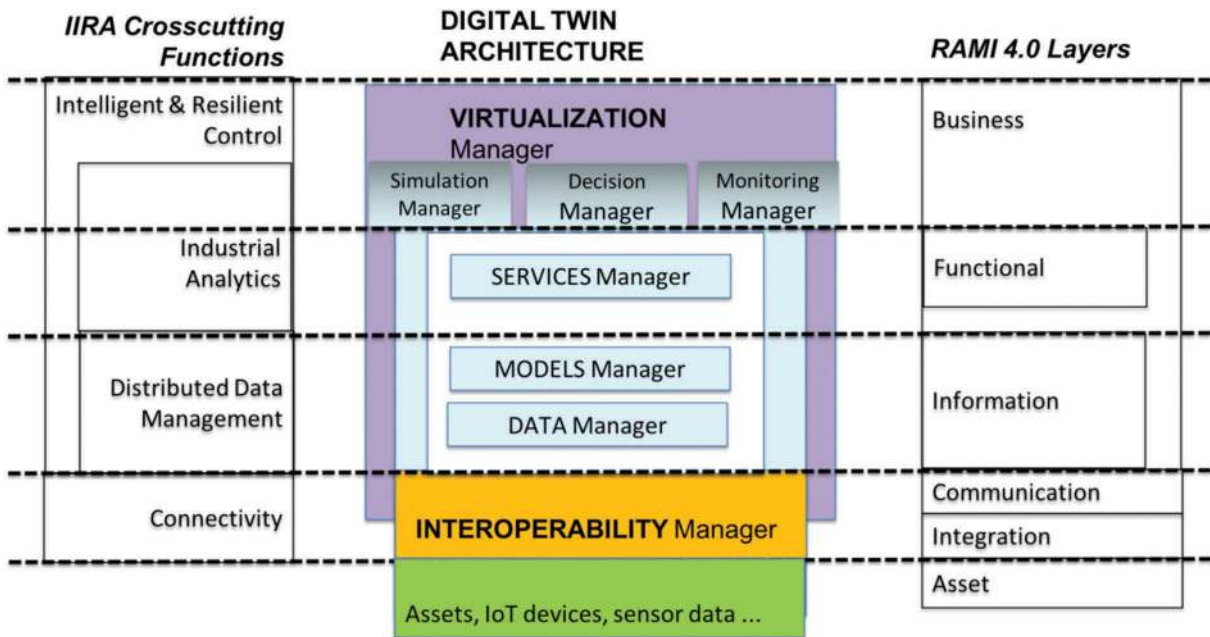 IIRA Crosscutting
Functions
Intelligent & Resilient
Control
Industrial
Analytics
Distributed Data
Management
Connectivity
DIGITAL TWIN
ARCHITECTURE
VIRTUALIZATION
Manager
Simulation
Manager
Decision
Manager
Monitoring
Manager
SERVICES Manager
MODELS Manager
DATA Manager
INTEROPERABILITY Manager
Assets, IoT devices, sensor data ...
RAMI 4.0 Layers
Business
Functional
Information
Communication
Integration
Asset